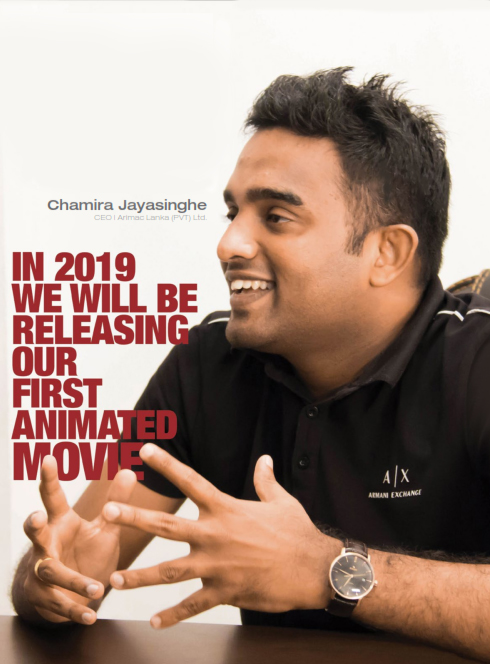 Chamira Jayasinghe
CEO | Arimac Lanka (PVT) Ltd.
IN 2019
WE WILL BE
RELEASING
OUR
FIRST
ANIMATED
MOVIE
A|X
ARMANI EXCHANGE